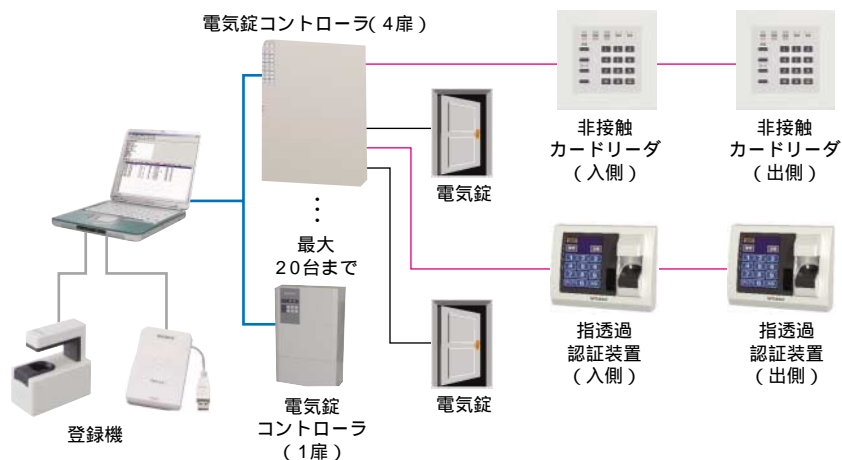 電気錠コントローラ(4扉)
非接触
カードリーダ
(入側)
非接触
カードリーダ
(出側)
電気錠
最大
20台まで
指透過
認証装置
(入側)
指透過
認証装置
(出側)
電気錠
電気錠
コントローラ
(1扉)
登録機